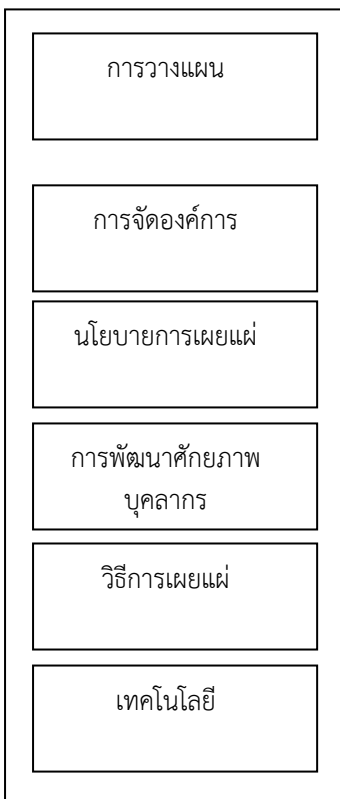 การวางแผน
การจัดองค์การ
นโยบายการเผยแผ่
การพัฒนาศักยภาพ
บุคลากร
วิธีการเผยแผ่
เทคโนโลยี